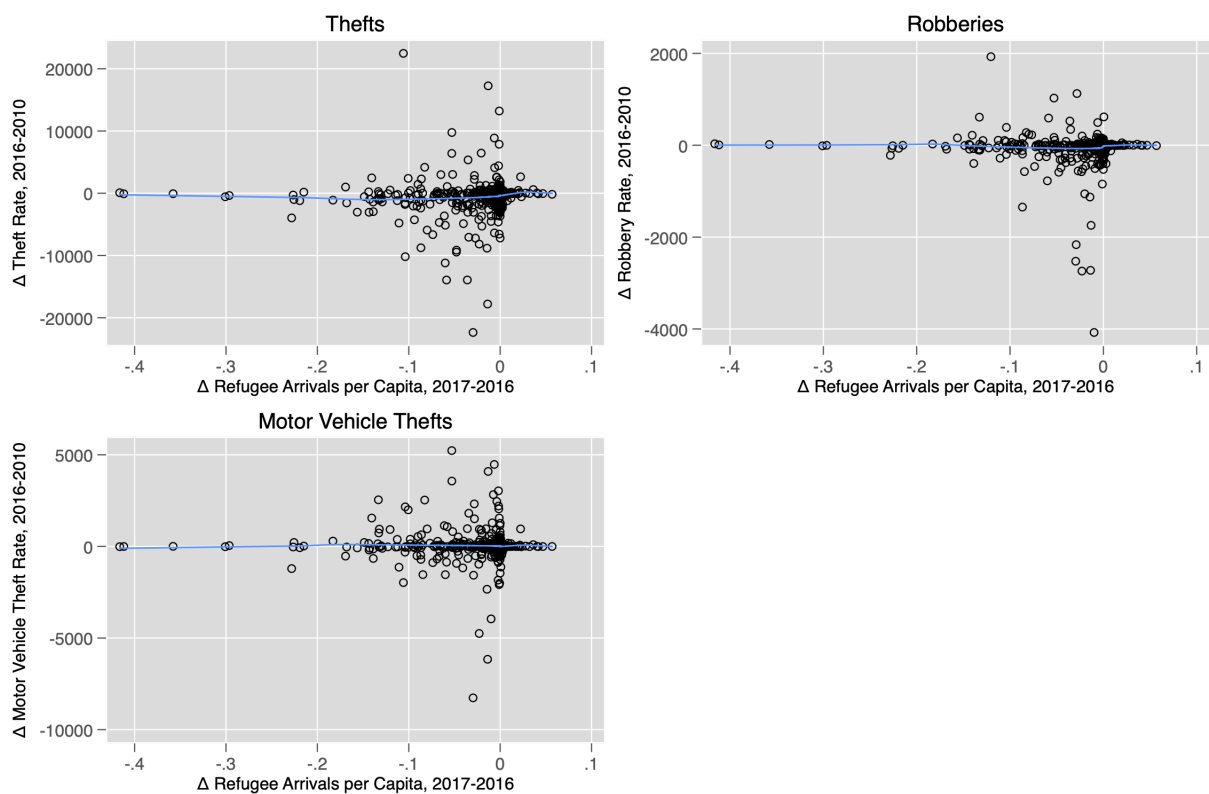 Thefts
Δ Theft Rate, 2016-2010
20000
10000
0
-10000
-20000
-.4 -.3 -.2 -.1 0 .1
Δ Refugee Arrivals per Capita, 2017-2016
Robberies
Δ Robbery Rate, 2016-2010
2000
0
-2000
-4000
-.4 -.3 -.2 -.1 0 .1
Δ Refugee Arrivals per Capita, 2017-2016
Motor Vehicle Thefts
Δ Motor Vehicle Theft Rate, 2016-2010
5000
0
-5000
-10000
-.4 -.3 -.2 -.1 0 .1
Δ Refugee Arrivals per Capita, 2017-2016